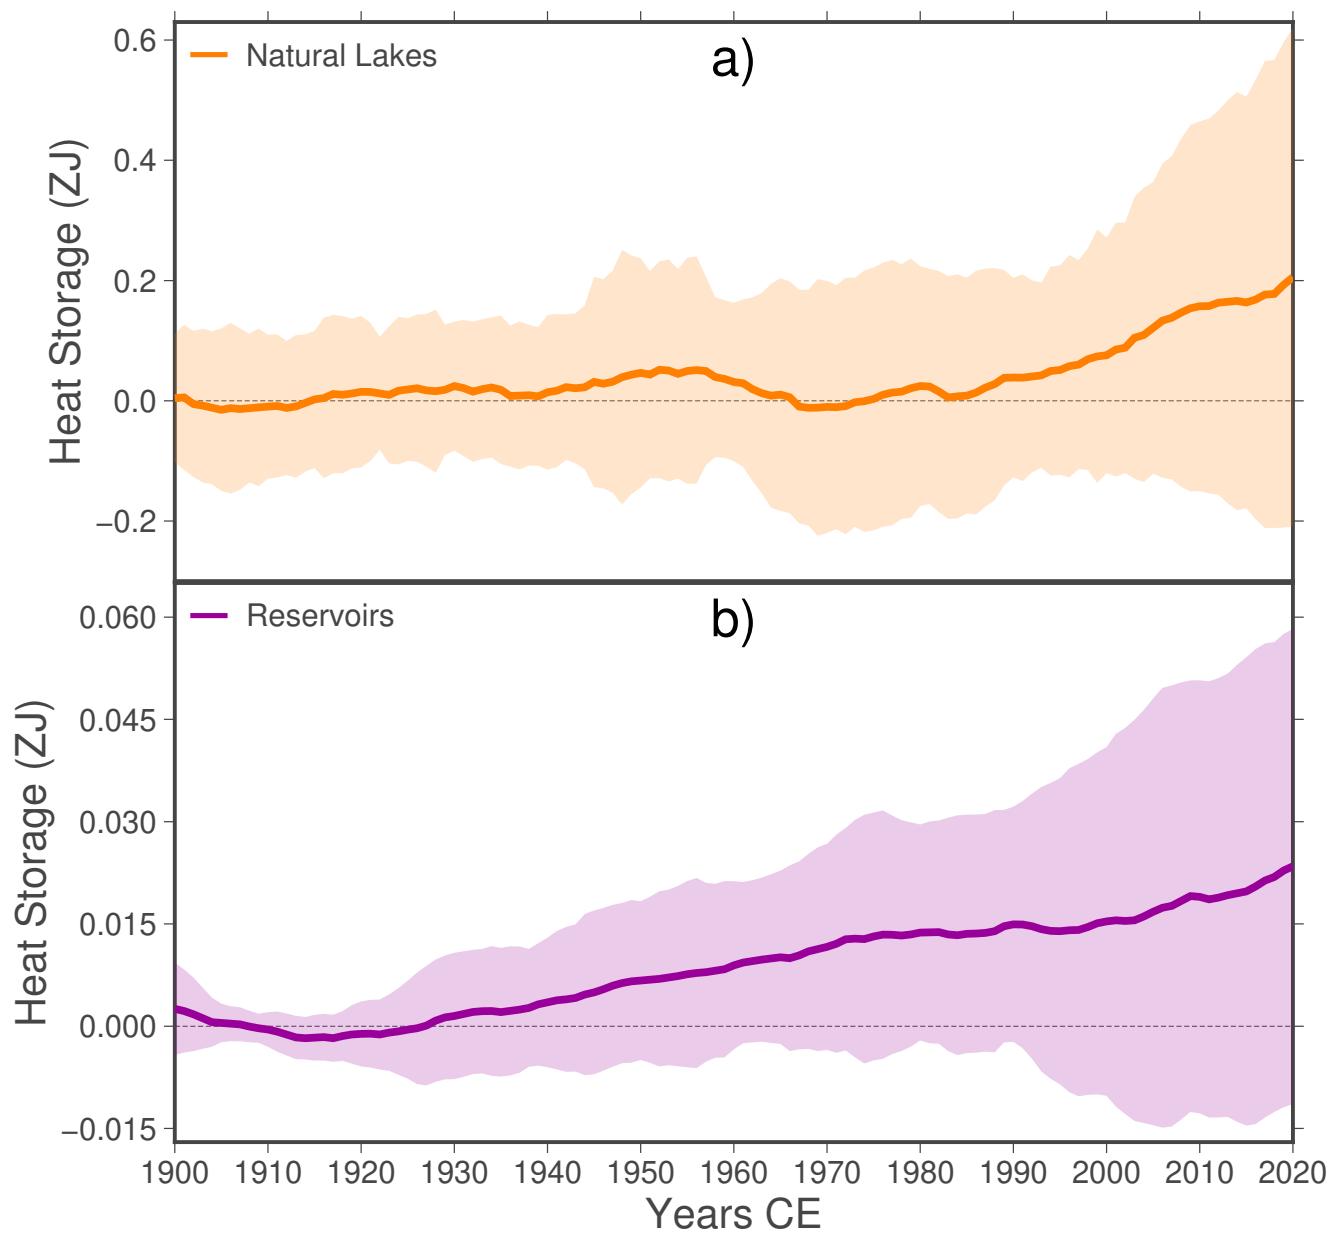 a)
Natural Lakes
Heat Storage (ZJ)
0.6
0.4
0.2
0.0
−0.2
b)
Reservoirs
Heat Storage (ZJ)
0.060
0.045
0.030
0.015
0.000
−0.015
1900 1910 1920 1930 1940 1950 1960 1970 1980 1990 2000 2010 2020
Years CE